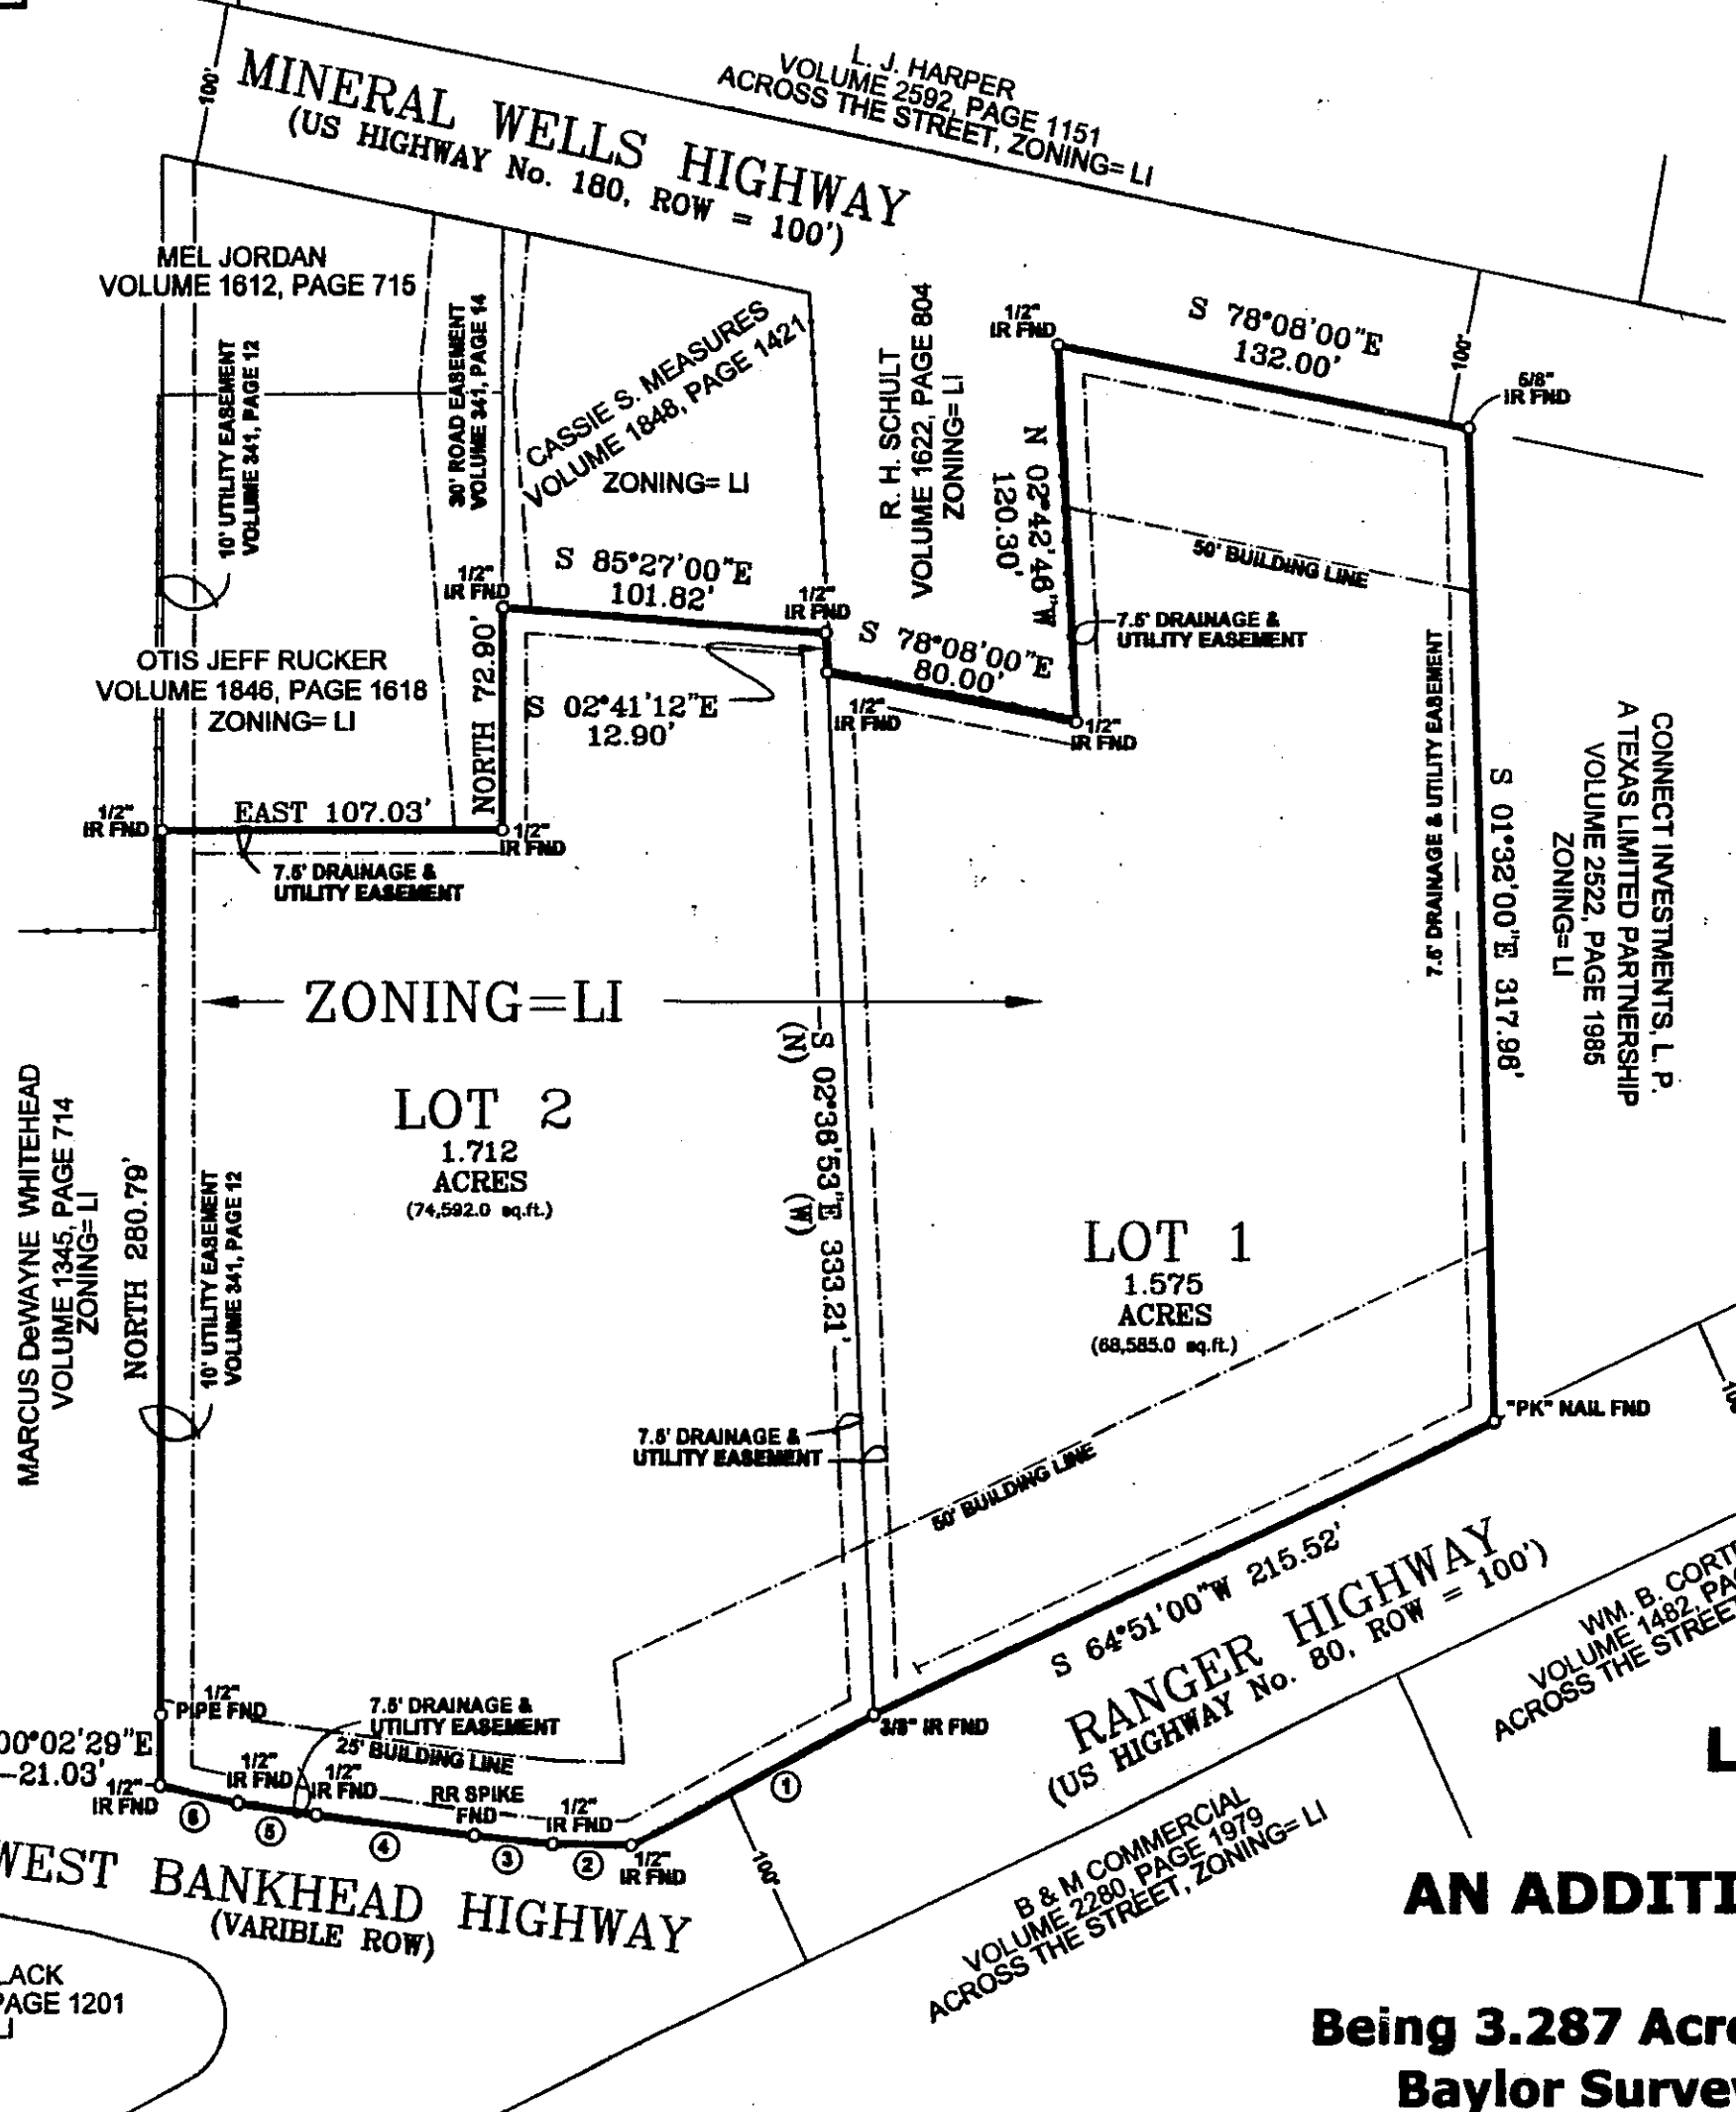 L. J. HARPER
VOLUME 2592, PAGE 1151
ACROSS THE STREET, ZONING= LI
100'
MINERAL WELLS HIGHWAY
(US HIGHWAY No. 180, ROW = 100')
MEL JORDAN
VOLUME 1612, PAGE 715
10' UTILITY EASEMENT
VOLUME 341, PAGE 12
30' ROAD EASEMENT
VOLUME 341, PAGE 14
CASSIE S. MEASURES
VOLUME 1848, PAGE 1421
ZONING= LI
R. H. SCHULT
VOLUME 1622, PAGE 804
ZONING= LI
1/2"
IR FND
S 78°08'00"E
132.00'
100'
5/8"
IR FND
N 02°42'46"W
120.30'
50' BUILDING LINE
7.5' DRAINAGE &
UTILITY EASEMENT
1/2"
IR FND
S 85°27'00"E
101.82'
1/2"
IR FND
S 78°08'00"E
80.00'
1/2"
IR FND
1/2"
IR FND
OTIS JEFF RUCKER
VOLUME 1846, PAGE 1618
ZONING= LI
NORTH 72.90'
S 02°41'12"E
12.90'
1/2"
IR FND
EAST 107.03'
1/2"
IR FND
7.5' DRAINAGE &
UTILITY EASEMENT
7.5' DRAINAGE & UTILITY EASEMENT
S 01°32'00"E 317.96'
CONNECT INVESTMENTS, L. P.
A TEXAS LIMITED PARTNERSHIP
VOLUME 2522, PAGE 1985
ZONING= LI
ZONING=LI
LOT 2
1.712
ACRES
(74,592.0 sq.ft.)
(N)
S 02°36'53"E 333.21'
(W)
LOT 1
1.575
ACRES
(68,585.0 sq.ft.)
MARCUS DeWAYNE WHITEHEAD
VOLUME 1345, PAGE 714
ZONING= LI
NORTH 280.79'
10' UTILITY EASEMENT
VOLUME 341, PAGE 12
7.5' DRAINAGE &
UTILITY EASEMENT
50' BUILDING LINE
"PK" NAIL FND
S 64°51'00"W 215.52'
RANGER HIGHWAY
(US HIGHWAY No. 80, ROW = 100')
WM. B. CORT
VOLUME 1482, PA
ACROSS THE STREET
1/2"
PIPE FND
7.5' DRAINAGE &
UTILITY EASEMENT
25' BUILDING LINE
3/8" IR FND
00°02'29"E
21.03'
1/2"
IR FND
1/2"
IR FND
1/2"
IR FND
RR SPIKE
FND
1/2"
IR FND
1/2"
IR FND
6
5
4
3
2
1
100'
WEST BANKHEAD HIGHWAY
(VARIBLE ROW)
B & M COMMERCIAL
VOLUME 2280, PAGE 1979
ACROSS THE STREET, ZONING= LI
LACK
PAGE 1201
LI
L
AN ADDITI
Being 3.287 Acre
Baylor Survey